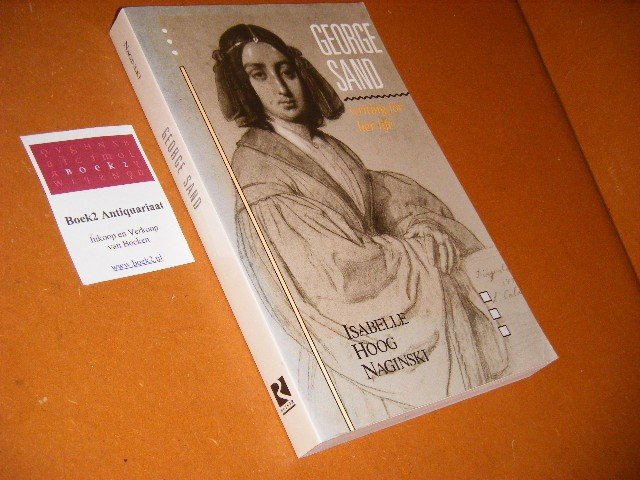 GEORGE
SAND
writing for
her life
ISABELLE
HOOG
NAGINSKI
NAGINSKI
GEORGE SAND
BOEK2
Boek2 Antiquariaat
Inkoop en Verkoop
van Boeken
www.boek2.nl